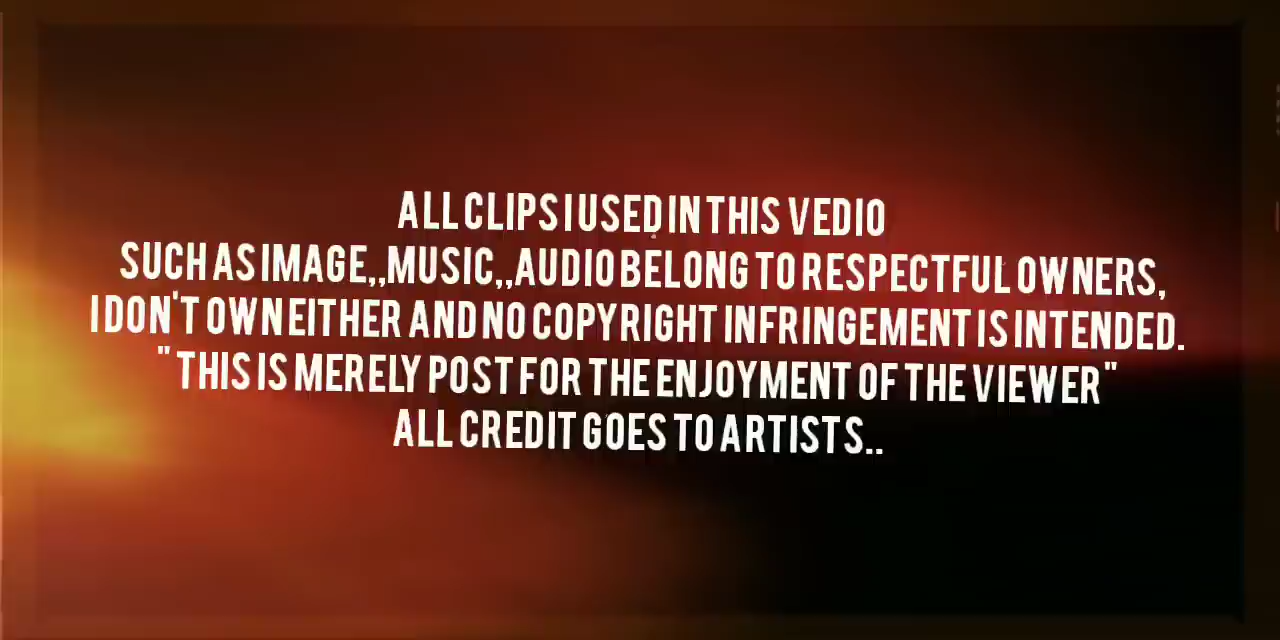 ALL CLIPS I USED IN THIS VEDIO
SUCH AS IMAGE,,MUSIC,,AUDIO BELONG TO RESPECTFUL OWNERS,
I DON'T OWN EITHER AND NO COPYRIGHT INFRINGEMENT IS INTENDED.
" THIS IS MERELY POST FOR THE ENJOYMENT OF THE VIEWER"
ALL CREDIT GOES TO ARTISTS..